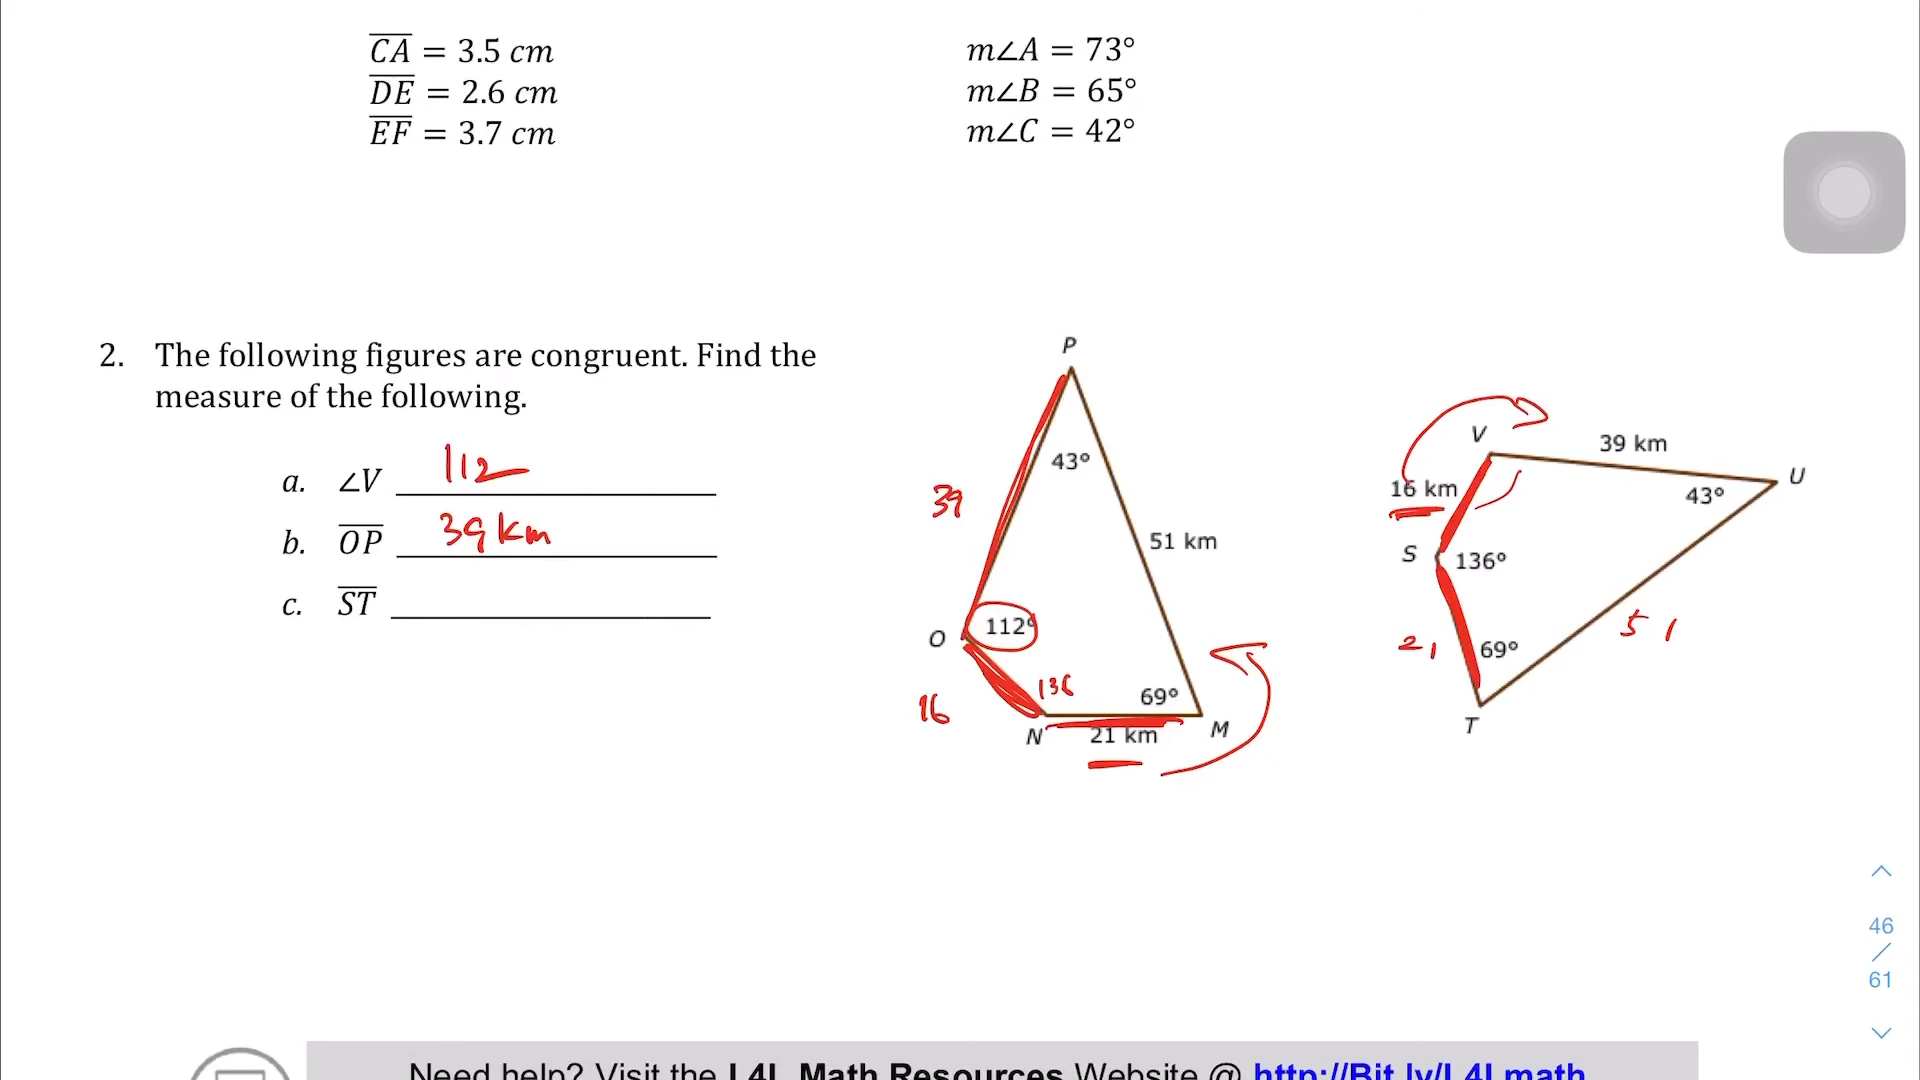 CA = 3.5 cm
DE = 2.6 cm
EF = 3.7 cm
m∠A = 73°
m∠B = 65°
m∠C = 42°
2. The following figures are congruent. Find the
measure of the following.
a. ∠V 112
b. OP 39 km
c. ST
P
43°
39
51 km
O
112°
136
69°
16
N
21 km
M
V
39 km
U
16 km
43°
S
136°
51
21
69°
T
46
/
61
Need help? Visit the L4L Math Resources Website @ http://Bit.ly/L4Lmath